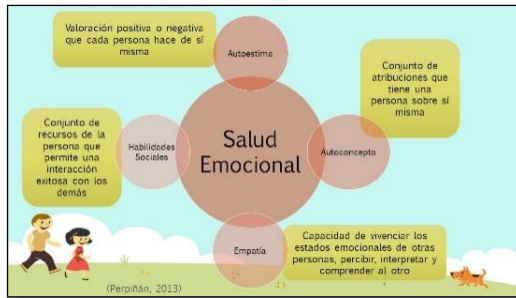 Valoración positiva o negativa
que cada persona hace de sí
misma
Autoestima
Conjunto de
atribuciones que
tiene una
persona sobre sí
misma
Conjunto de
recursos de la
persona que
permite una
interacción
exitosa con los
demás
Habilidades
Sociales
Salud
Emocional
Autoconcepto
Empatía
Capacidad de vivenciar los
estados emocionales de otras
personas, percibir, interpretar y
comprender al otro
(Perpiñán, 2013)